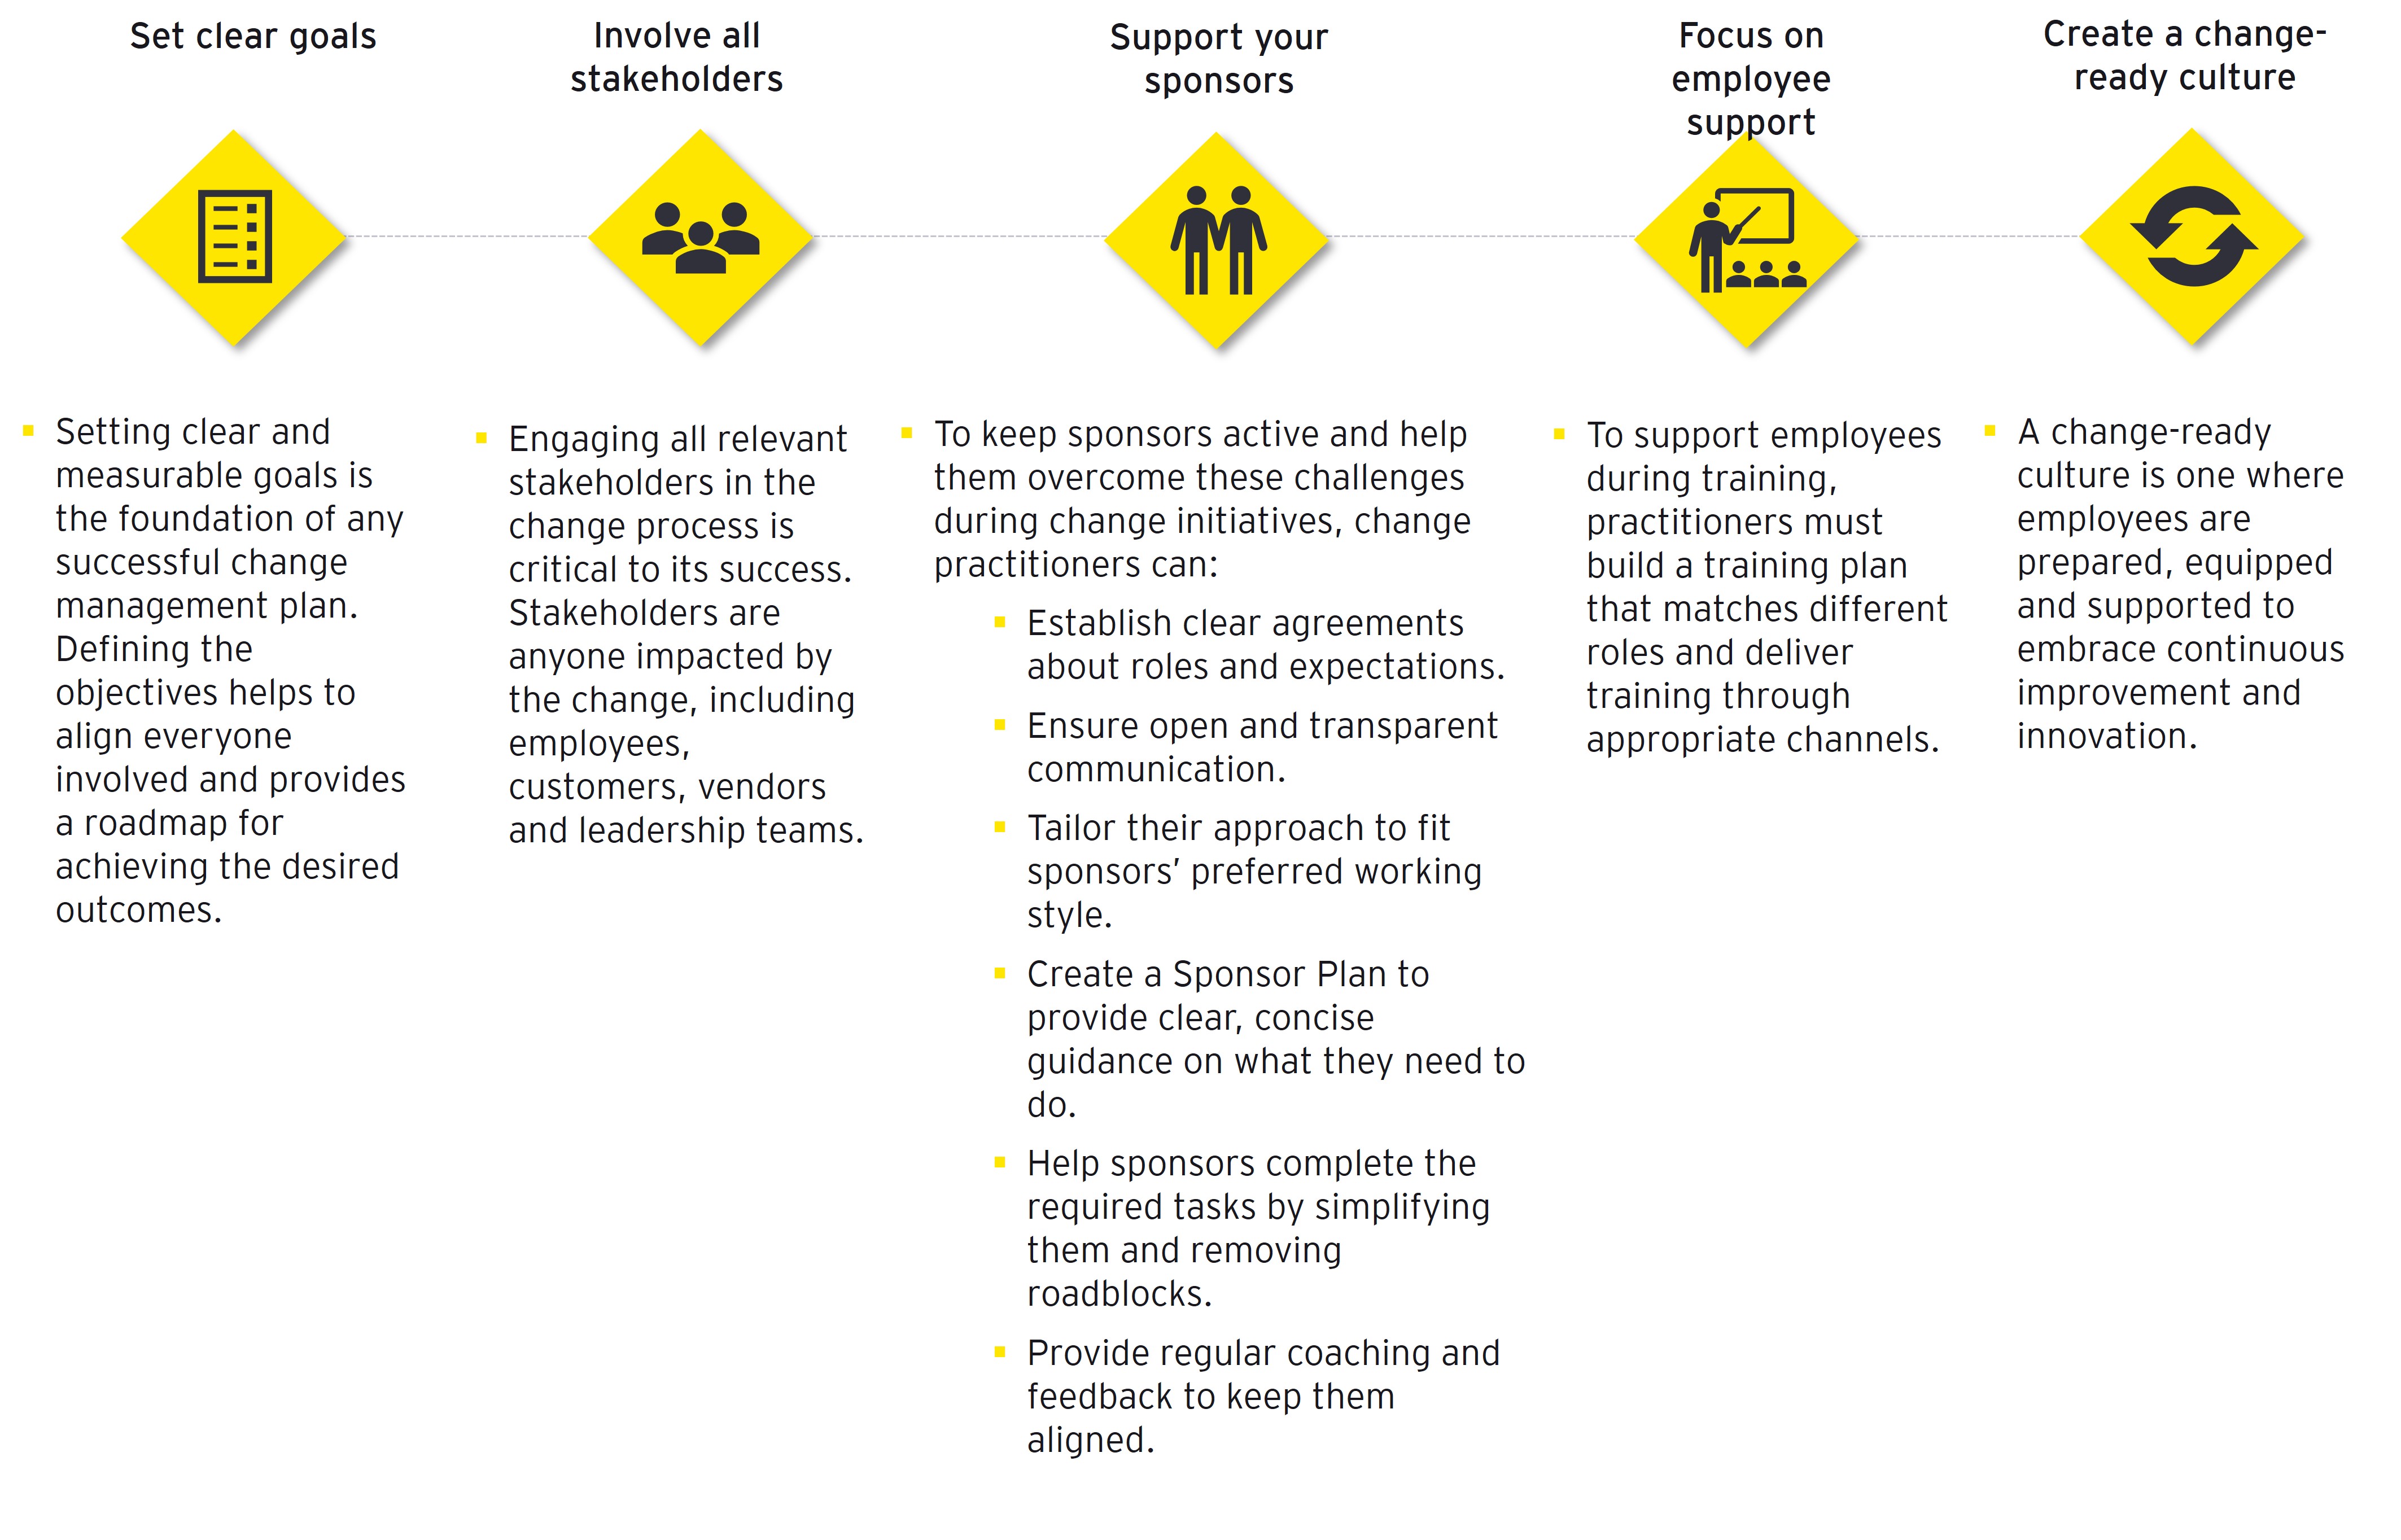 Set clear goals
Involve all
stakeholders
Support your
sponsors
Focus on
employee
support
Create a change-
ready culture
Setting clear and
measurable goals is
the foundation of any
successful change
management plan.
Defining the
objectives helps to
align everyone
involved and provides
a roadmap for
achieving the desired
outcomes.
Engaging all relevant
stakeholders in the
change process is
critical to its success.
Stakeholders are
anyone impacted by
the change, including
employees,
customers, vendors
and leadership teams.
To keep sponsors active and help
them overcome these challenges
during change initiatives, change
practitioners can:
Establish clear agreements
about roles and expectations.
Ensure open and transparent
communication.
Tailor their approach to fit
sponsors’ preferred working
style.
Create a Sponsor Plan to
provide clear, concise
guidance on what they need to
do.
Help sponsors complete the
required tasks by simplifying
them and removing
roadblocks.
Provide regular coaching and
feedback to keep them
aligned.
To support employees
during training,
practitioners must
build a training plan
that matches different
roles and deliver
training through
appropriate channels.
A change-ready
culture is one where
employees are
prepared, equipped
and supported to
embrace continuous
improvement and
innovation.